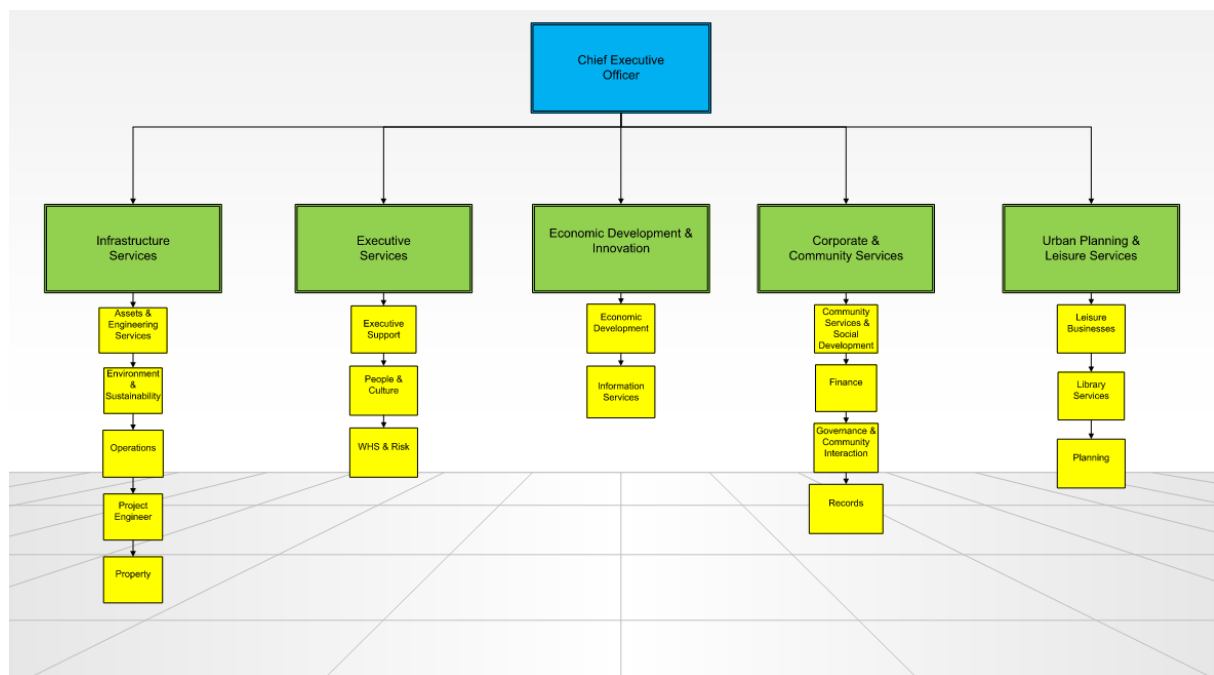 Chief Executive
Officer
Infrastructure
Services
Executive
Services
Economic Development &
Innovation
Corporate &
Community Services
Urban Planning &
Leisure Services
Assets &
Engineering
Services
Environment
&
Sustainability
Operations
Project
Engineer
Property
Executive
Support
People &
Culture
WHS & Risk
Economic
Development
Information
Services
Community
Services &
Social
Development
Finance
Governance &
Community
Interaction
Records
Leisure
Businesses
Library
Services
Planning